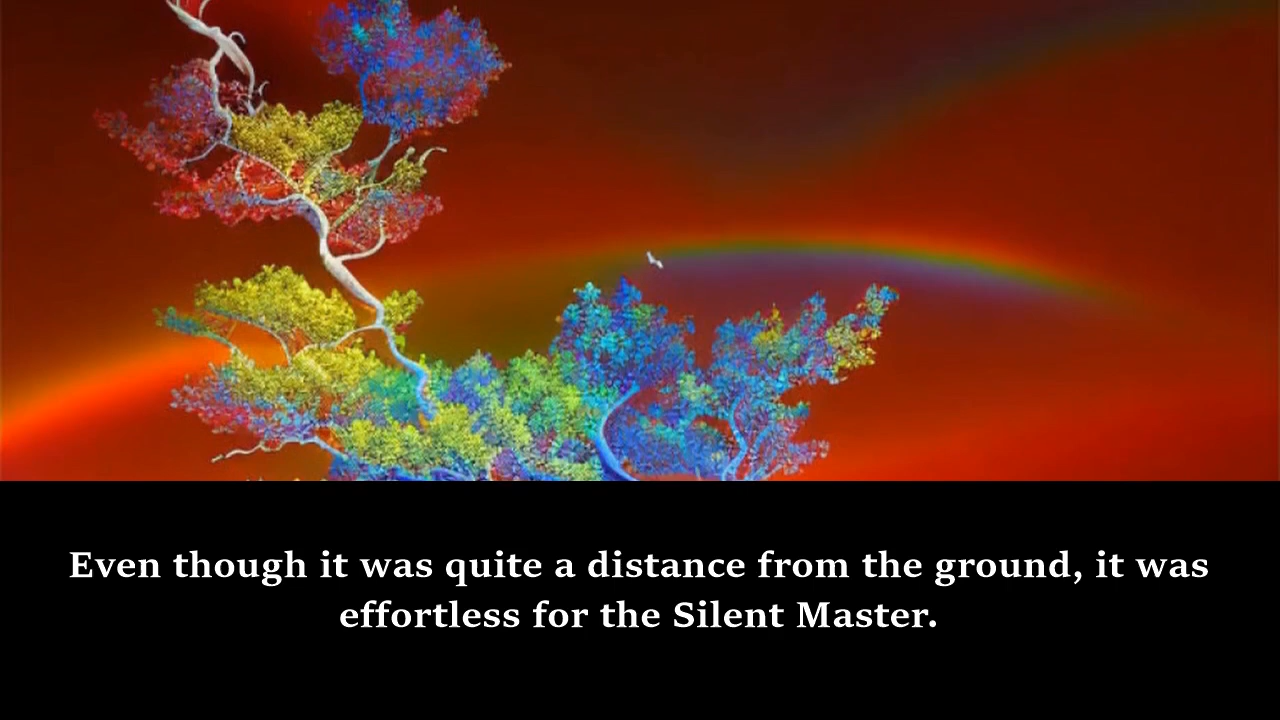 Even though it was quite a distance from the ground, it was
effortless for the Silent Master.